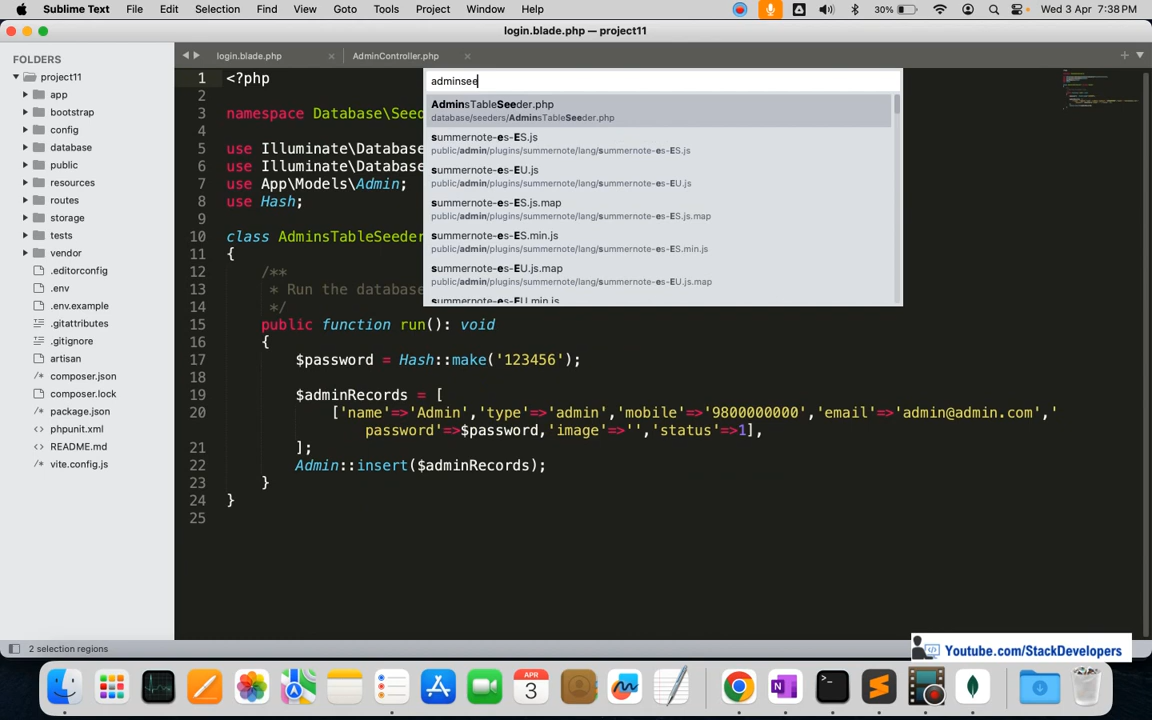 Sublime Text File Edit Selection Find View Goto Tools Project Window Help 30% Wed 3 Apr 7:38 PM
login.blade.php — project11
FOLDERS
project11
app
bootstrap
config
database
public
resources
routes
storage
tests
vendor
.editorconfig
.env
.env.example
.gitattributes
.gitignore
artisan
composer.json
composer.lock
package.json
phpunit.xml
README.md
vite.config.js
login.blade.php × AdminController.php ×
adminsee
AdminsTableSeeder.php
database/seeders/AdminsTableSeeder.php
summernote-es-ES.js
public/admin/plugins/summernote/lang/summernote-es-ES.js
summernote-es-EU.js
public/admin/plugins/summernote/lang/summernote-es-EU.js
summernote-es-ES.js.map
public/admin/plugins/summernote/lang/summernote-es-ES.js.map
summernote-es-ES.min.js
public/admin/plugins/summernote/lang/summernote-es-ES.min.js
summernote-es-EU.js.map
public/admin/plugins/summernote/lang/summernote-es-EU.js.map
summernote-es-EU.min.js
1 <?php
2
3 namespace Database\Seed
4
5 use Illuminate\Database
6 use Illuminate\Database
7 use App\Models\Admin;
8 use Hash;
9
10 class AdminsTableSeeder
11 {
12 /**
13 * Run the database
14 */
15 public function run(): void
16 {
17 $password = Hash::make('123456');
18
19 $adminRecords = [
20 ['name'=>'Admin','type'=>'admin','mobile'=>'9800000000','email'=>'admin@admin.com','
password'=>$password,'image'=>'','status'=>1],
21 ];
22 Admin::insert($adminRecords);
23 }
24 }
25
2 selection regions
Youtube.com/StackDevelopers
APR
3